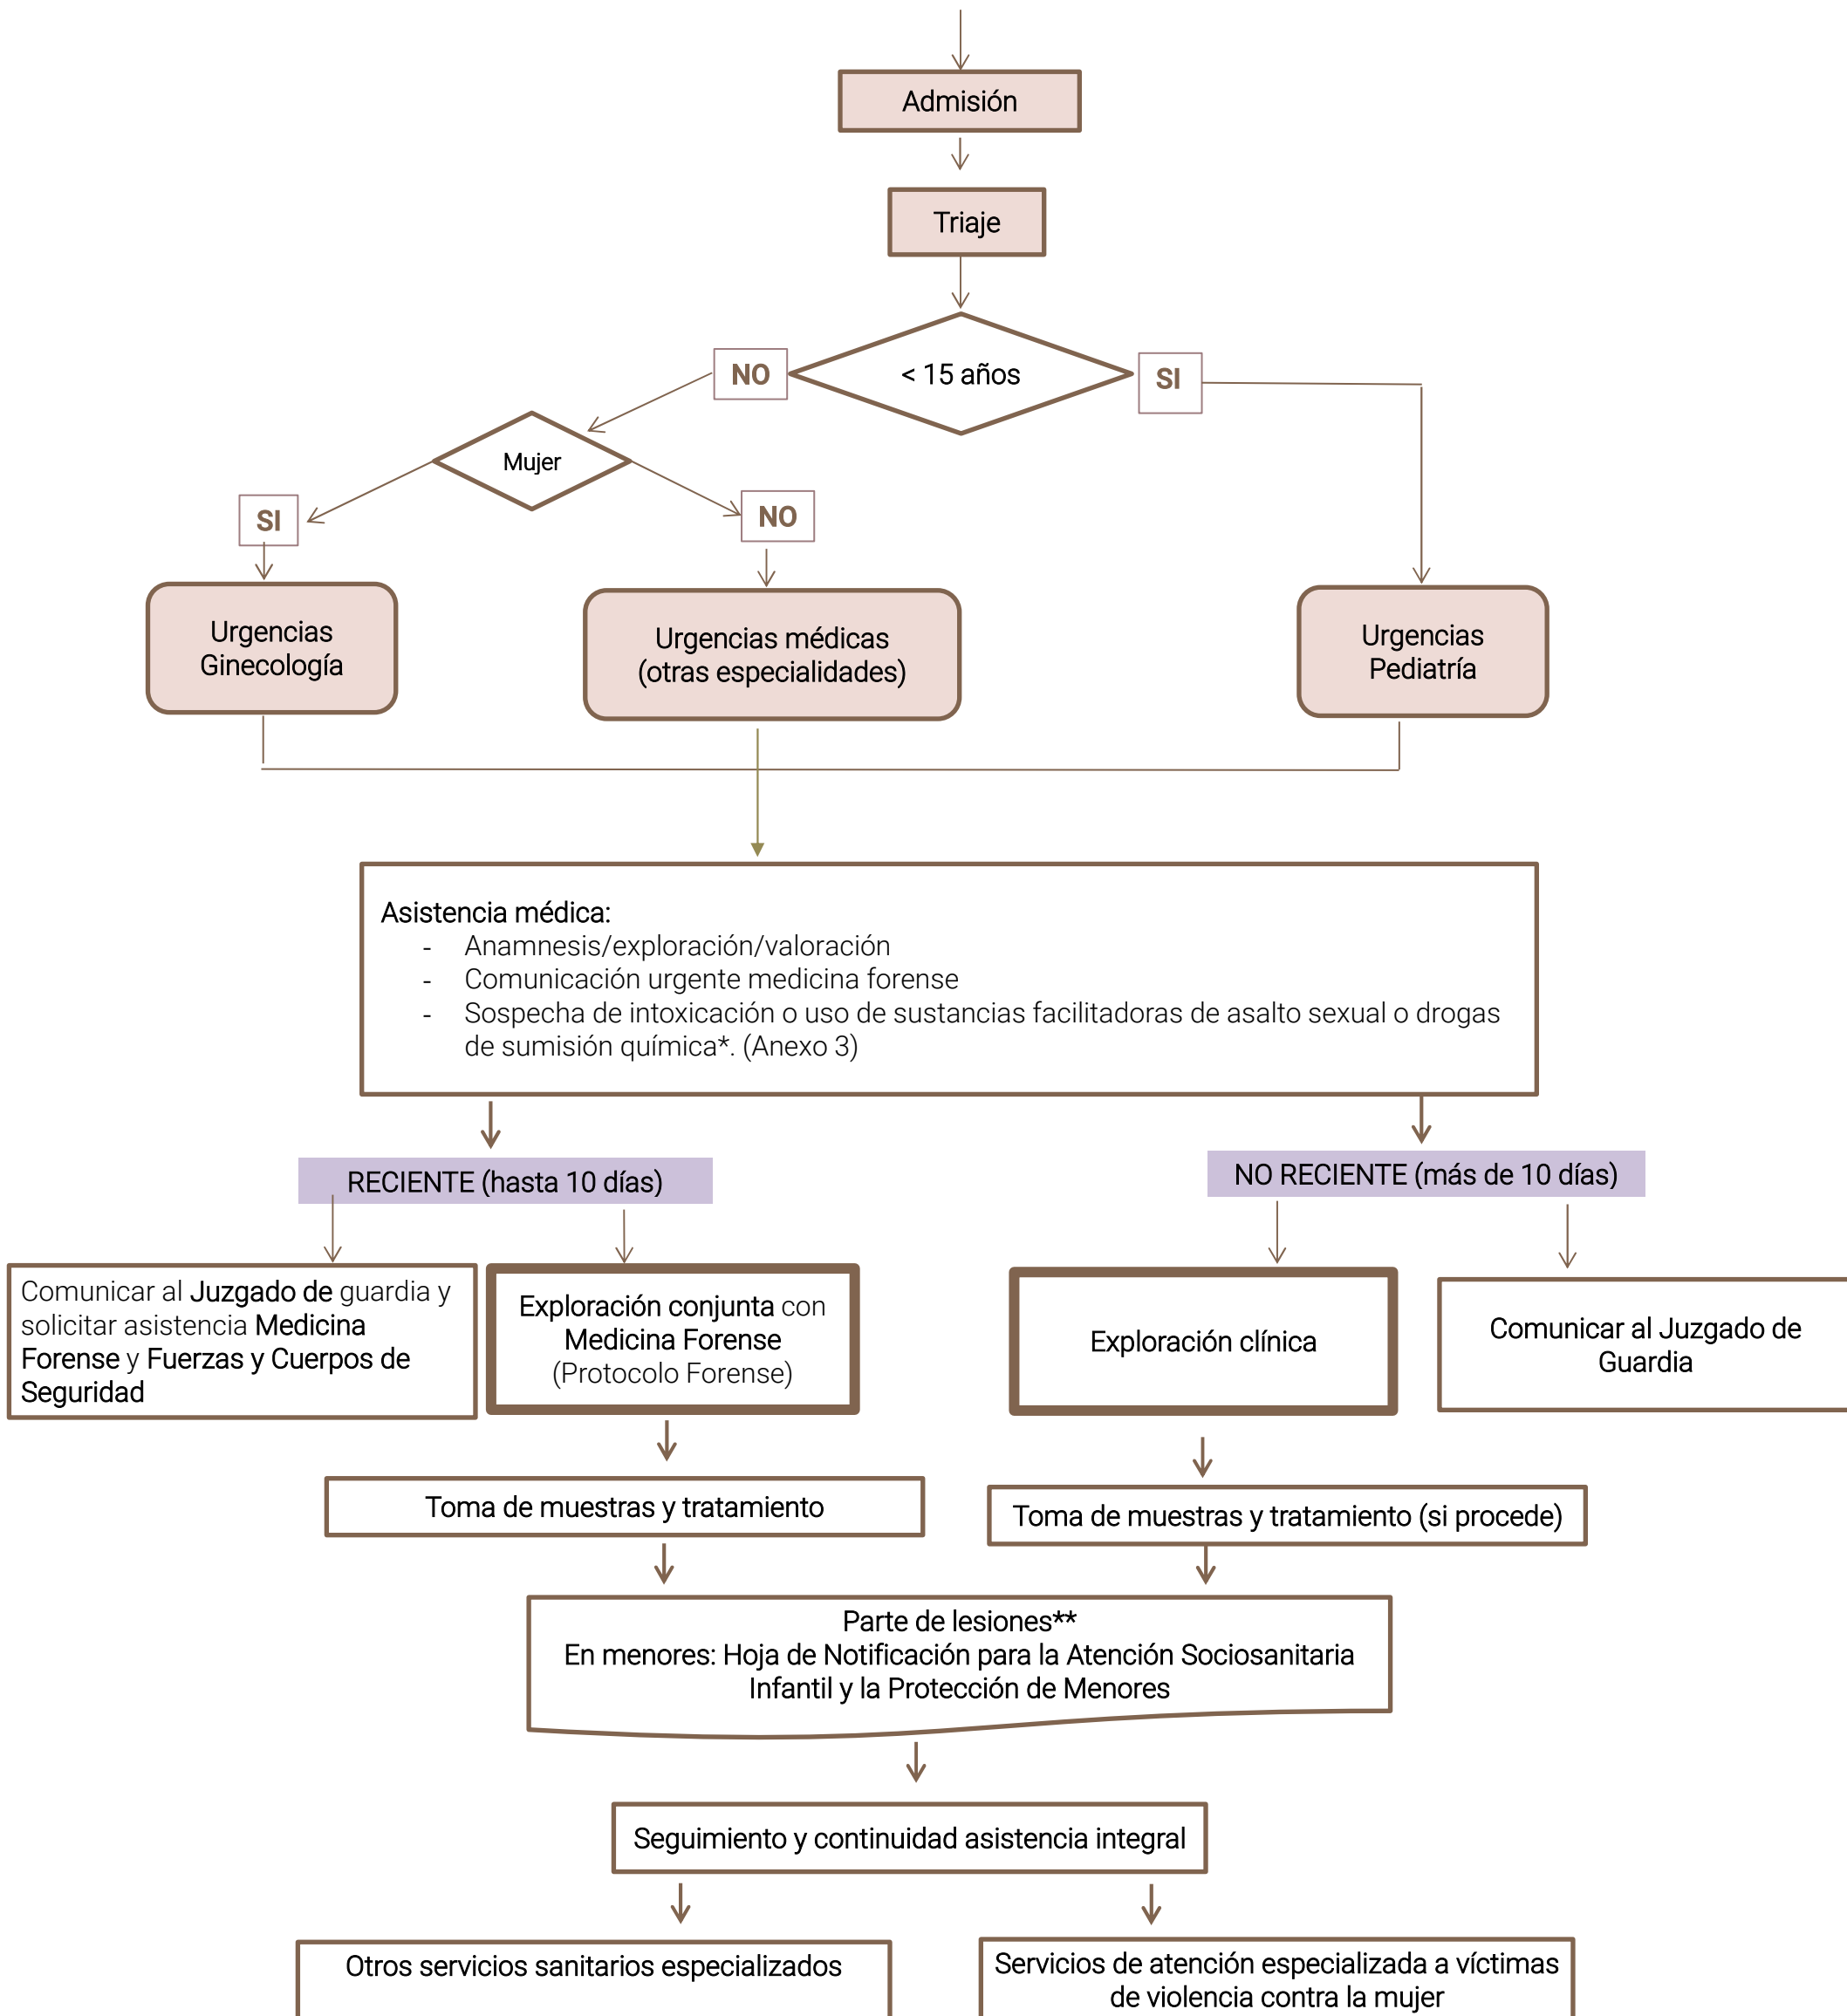 Admisión
Triaje
< 15 años
NO
SI
Mujer
SI
NO
Urgencias
Ginecología
Urgencias médicas
(otras especialidades)
Urgencias
Pediatría
Asistencia médica:
- Anamnesis/exploración/valoración
- Comunicación urgente medicina forense
- Sospecha de intoxicación o uso de sustancias facilitadoras de asalto sexual o drogas
de sumisión química*. (Anexo 3)
RECIENTE (hasta 10 días)
NO RECIENTE (más de 10 días)
Comunicar al Juzgado de guardia y
solicitar asistencia Medicina
Forense y Fuerzas y Cuerpos de
Seguridad
Exploración conjunta con
Medicina Forense
(Protocolo Forense)
Exploración clínica
Comunicar al Juzgado de
Guardia
Toma de muestras y tratamiento
Toma de muestras y tratamiento (si procede)
Parte de lesiones**
En menores: Hoja de Notificación para la Atención Sociosanitaria
Infantil y la Protección de Menores
Seguimiento y continuidad asistencia integral
Otros servicios sanitarios especializados
Servicios de atención especializada a víctimas
de violencia contra la mujer